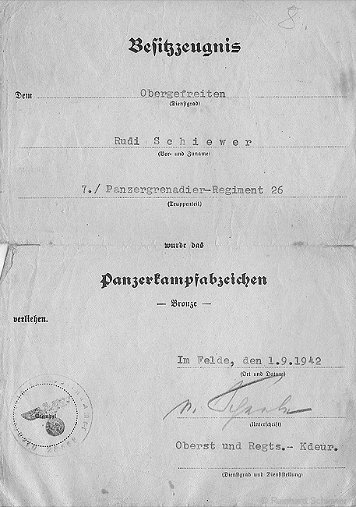 8.
Besitzzeugnis
Dem Obergefreiten
(Dienstgrad)
Rudi Schiewer
(Vor- und Zuname)
7./ Panzergrenadier-Regiment 26
(Truppenteil)
wurde das
Panzerkampfabzeichen
— Bronze —
verliehen.
Im Felde, den 1.9.1942
(Ort und Datum)
(Unterschrift)
Oberst und Regts.- Kdeur.
(Dienstgrad und Dienststellung)